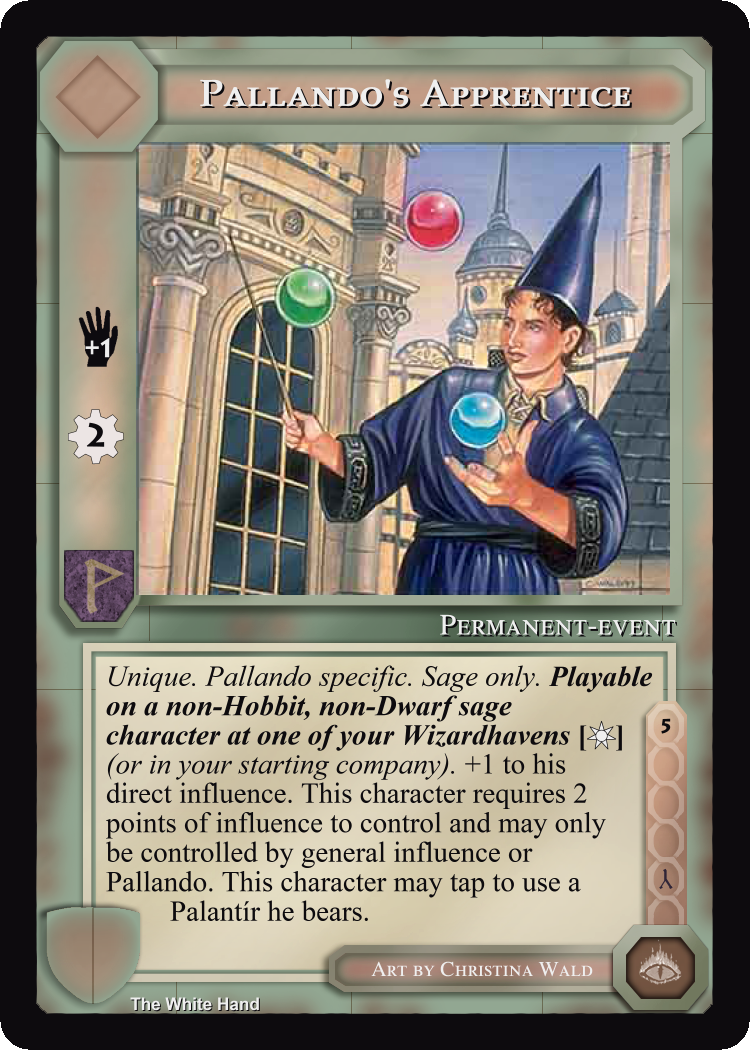 Pallando's Apprentice
+1
2
Permanent-event
Unique. Pallando specific. Sage only. Playable
on a non-Hobbit, non-Dwarf sage
character at one of your Wizardhavens [☼]
(or in your starting company). +1 to his
direct influence. This character requires 2
points of influence to control and may only
be controlled by general influence or
Pallando. This character may tap to use a
Palantír he bears.
5
Art by Christina Wald
The White Hand